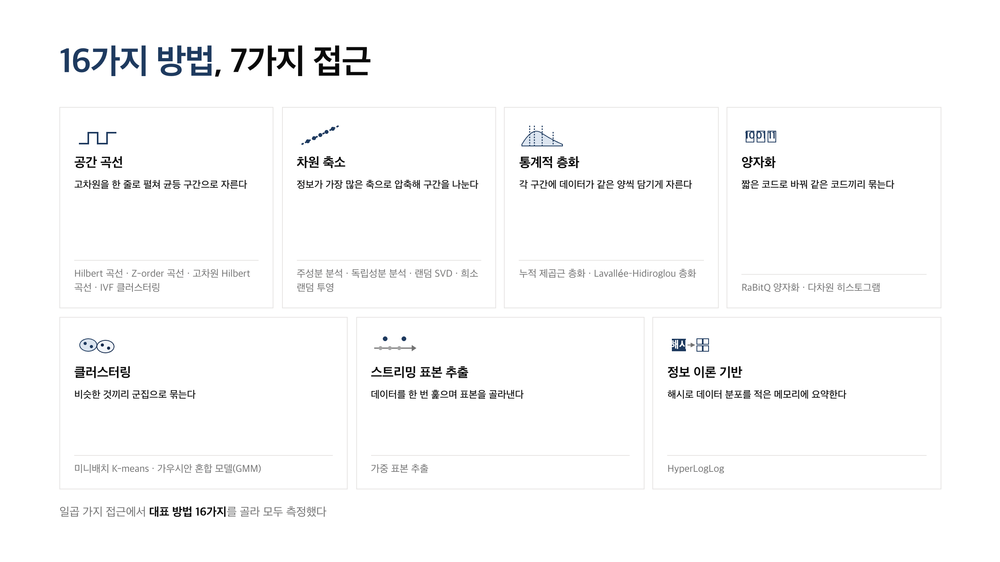 16가지 방법, 7가지 접근
공간 곡선
고차원을 한 줄로 펼쳐 균등 구간으로 자른다
Hilbert 곡선 · Z-order 곡선 · 고차원 Hilbert
곡선 · IVF 클러스터링
차원 축소
정보가 가장 많은 축으로 압축해 구간을 나눈다
주성분 분석 · 독립성분 분석 · 랜덤 SVD · 희소
랜덤 투영
통계적 층화
각 구간에 데이터가 같은 양씩 담기게 자른다
누적 제곱근 층화 · Lavallée-Hidiroglou 층화
10 01 11
양자화
짧은 코드로 바꿔 같은 코드끼리 묶는다
RaBitQ 양자화 · 다차원 히스토그램
클러스터링
비슷한 것끼리 군집으로 묶는다
미니배치 K-means · 가우시안 혼합 모델(GMM)
스트리밍 표본 추출
데이터를 한 번 훑으며 표본을 골라낸다
가중 표본 추출
해시
정보 이론 기반
해시로 데이터 분포를 적은 메모리에 요약한다
HyperLogLog
일곱 가지 접근에서 대표 방법 16가지를 골라 모두 측정했다